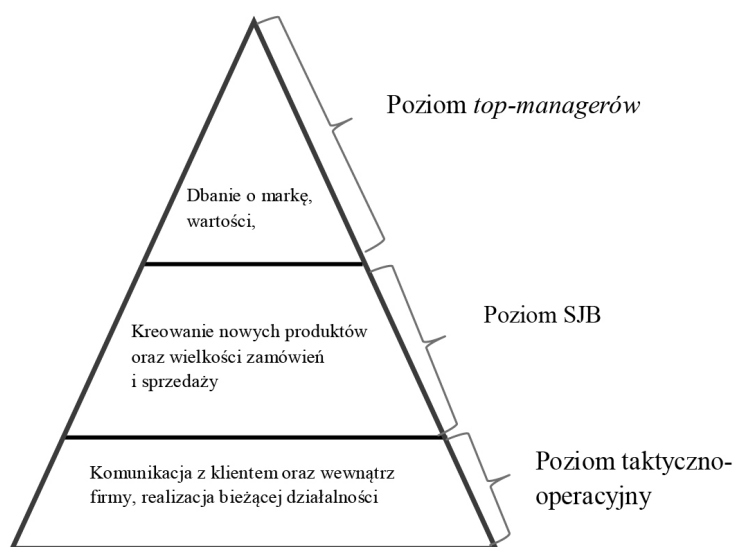 Poziom top-managerów
Dbanie o markę,
wartości,
Poziom SJB
Kreowanie nowych produktów
oraz wielkości zamówień
i sprzedaży
Poziom taktyczno-
operacyjny
Komunikacja z klientem oraz wewnątrz
firmy, realizacja bieżącej działalności